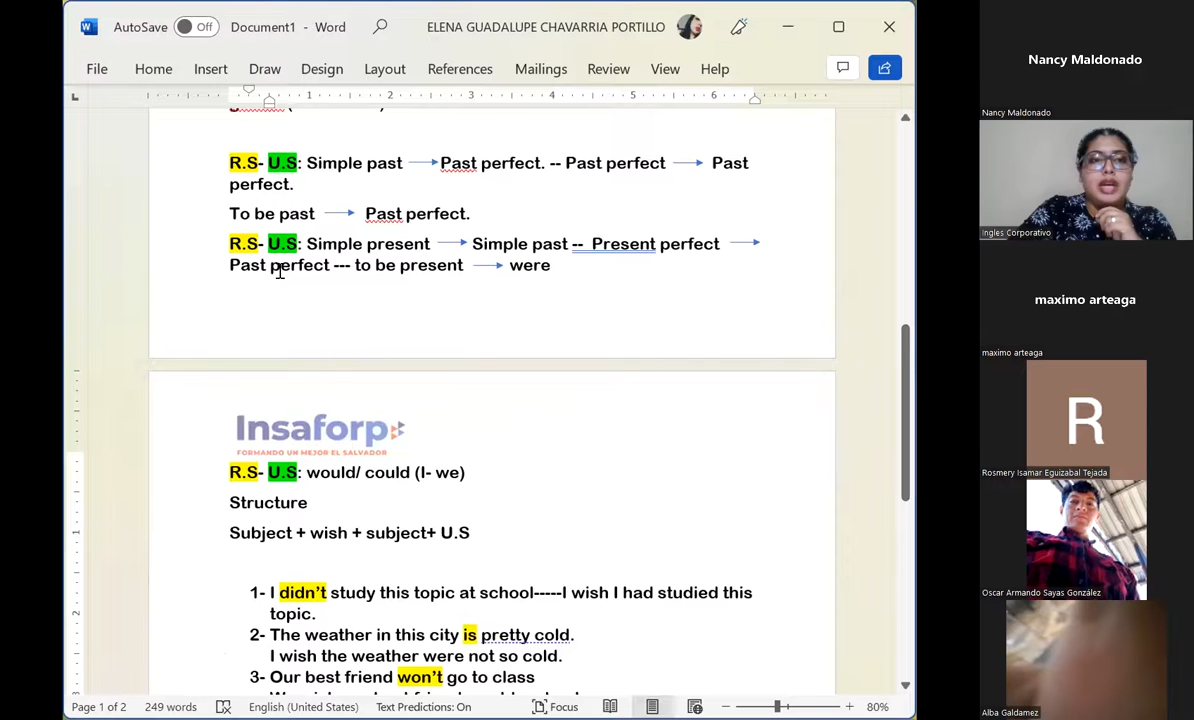 AutoSave Off Document1 - Word ELENA GUADALUPE CHAVARRIA PORTILLO
File Home Insert Draw Design Layout References Mailings Review View Help
1 2 3 4 5 6
R.S- U.S: Simple past Past perfect. -- Past perfect Past
perfect.
To be past Past perfect.
R.S- U.S: Simple present Simple past -- Present perfect
Past perfect --- to be present were
Insaforp
FORMANDO UN MEJOR EL SALVADOR
R.S- U.S: would/ could (I- we)
Structure
Subject + wish + subject+ U.S
1- I didn't study this topic at school-----I wish I had studied this
topic.
2- The weather in this city is pretty cold.
I wish the weather were not so cold.
3- Our best friend won't go to class
Page 1 of 2 249 words English (United States) Text Predictions: On Focus 80%
Nancy Maldonado
Nancy Maldonado
Ingles Corporativo
maximo arteaga
maximo arteaga
R
Rosmery Isamar Eguizabal Tejada
Oscar Armando Sayas González
Alba Galdamez